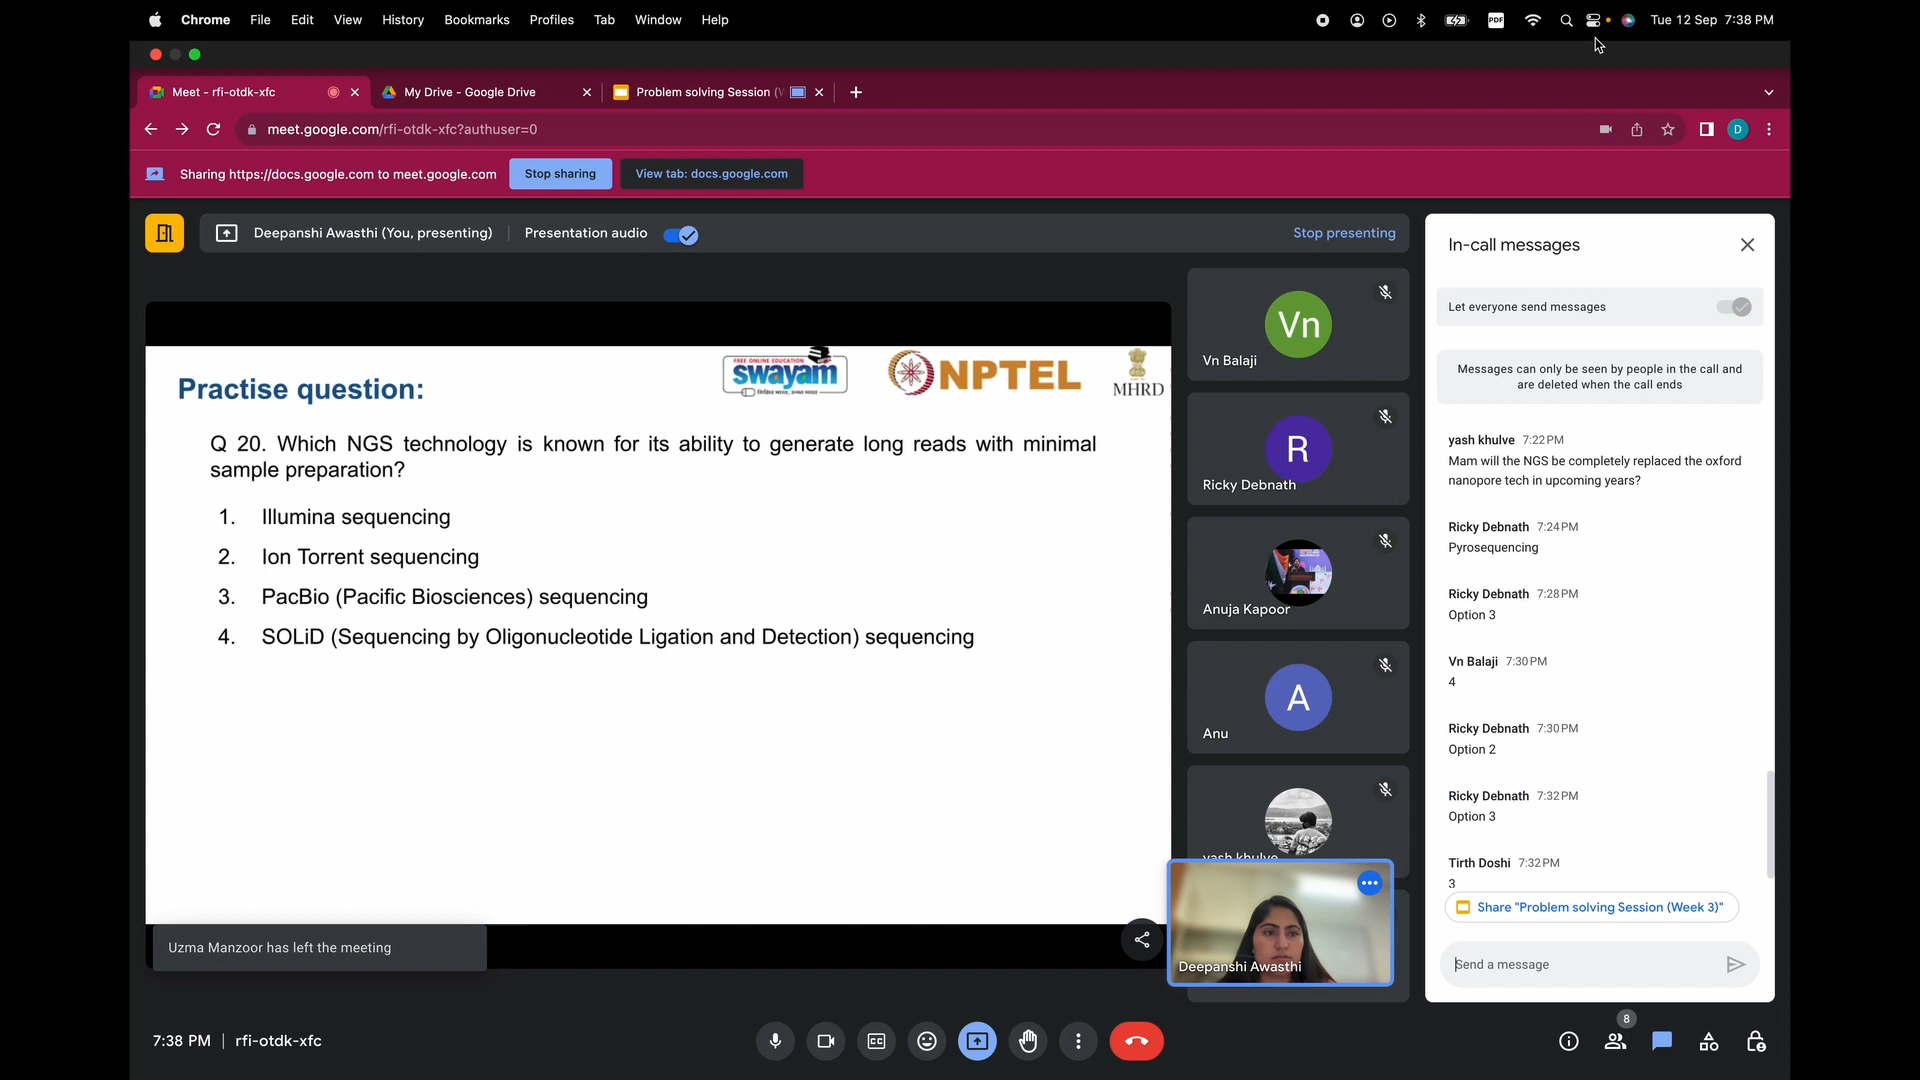 Chrome File Edit View History Bookmarks Profiles Tab Window Help
PDF
Tue 12 Sep 7:38 PM
Meet - rfi-otdk-xfc
My Drive - Google Drive
Problem solving Session (
meet.google.com/rfi-otdk-xfc?authuser=0
D
Sharing https://docs.google.com to meet.google.com
Stop sharing
View tab: docs.google.com
Deepanshi Awasthi (You, presenting)
Presentation audio
Stop presenting
FREE ONLINE EDUCATION
swayam
शिक्षित भारत, उन्नत भारत
NPTEL
MHRD
Practise question:
Q 20. Which NGS technology is known for its ability to generate long reads with minimal
sample preparation?
1. Illumina sequencing
2. Ion Torrent sequencing
3. PacBio (Pacific Biosciences) sequencing
4. SOLiD (Sequencing by Oligonucleotide Ligation and Detection) sequencing
Uzma Manzoor has left the meeting
Vn
Vn Balaji
R
Ricky Debnath
Anuja Kapoor
A
Anu
yash khulve
Deepanshi Awasthi
In-call messages
Let everyone send messages
Messages can only be seen by people in the call and
are deleted when the call ends
yash khulve 7:22 PM
Mam will the NGS be completely replaced the oxford
nanopore tech in upcoming years?
Ricky Debnath 7:24 PM
Pyrosequencing
Ricky Debnath 7:28 PM
Option 3
Vn Balaji 7:30 PM
4
Ricky Debnath 7:30 PM
Option 2
Ricky Debnath 7:32 PM
Option 3
Tirth Doshi 7:32 PM
3
Share "Problem solving Session (Week 3)"
Send a message
7:38 PM | rfi-otdk-xfc
CC
8